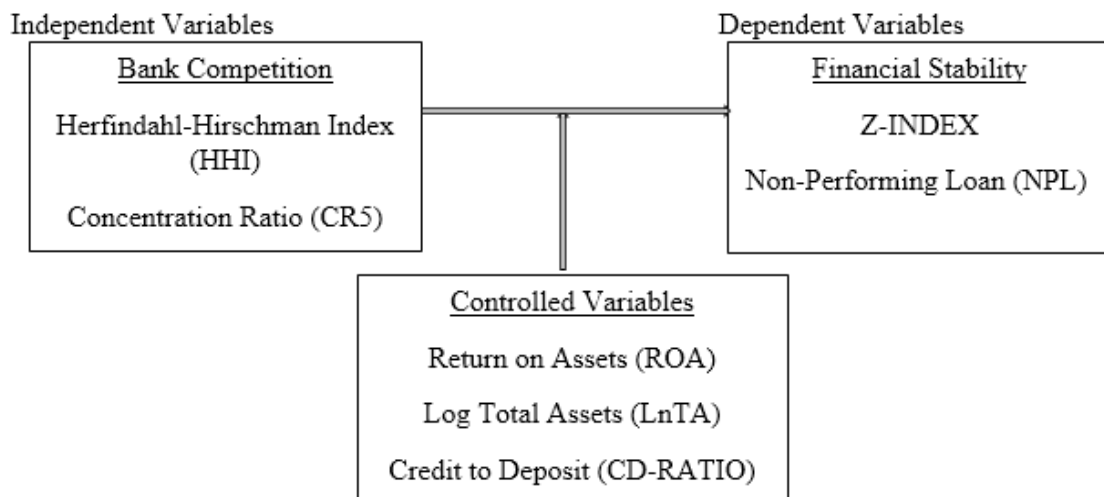 Independent Variables
Bank Competition
Herfindahl-Hirschman Index
(HHI)
Concentration Ratio (CR5)
Dependent Variables
Financial Stability
Z-INDEX
Non-Performing Loan (NPL)
Controlled Variables
Return on Assets (ROA)
Log Total Assets (LnTA)
Credit to Deposit (CD-RATIO)